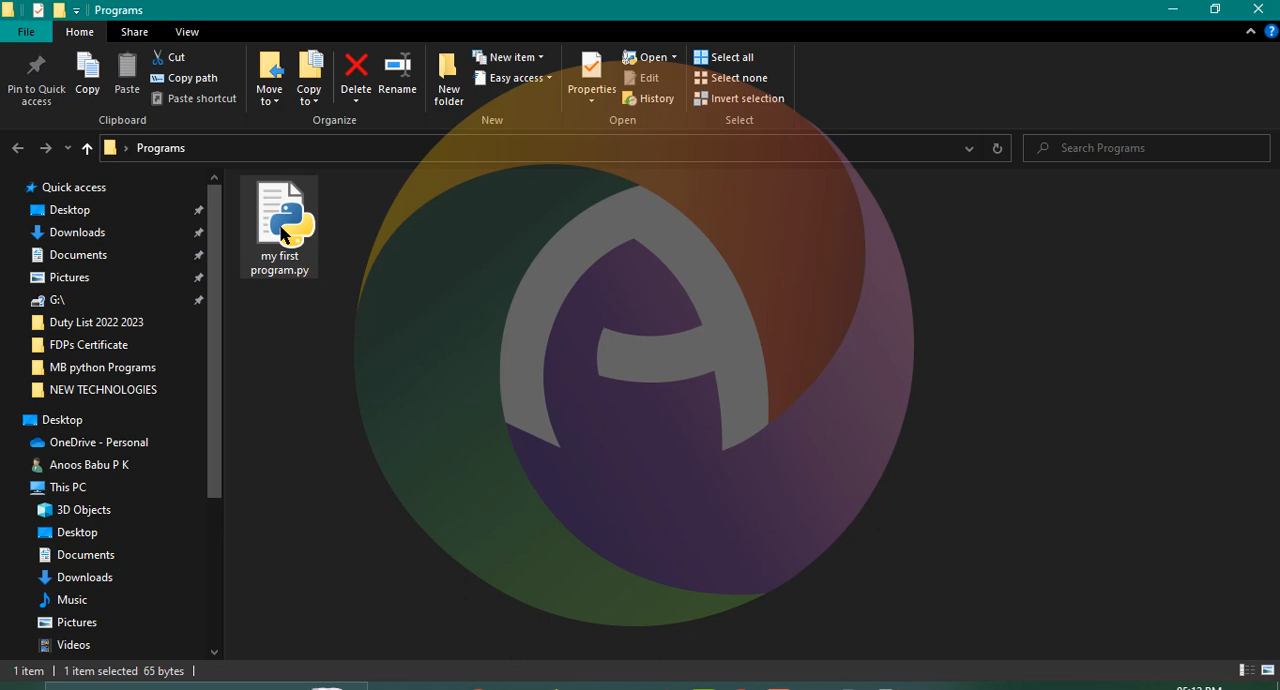 Programs
File Home Share View
Pin to Quick access
Copy
Paste
Cut
Copy path
Paste shortcut
Clipboard
Move to
Copy to
Delete
Rename
Organize
New folder
New item
Easy access
New
Properties
Open
Edit
History
Open
Select all
Select none
Invert selection
Select
Programs
Search Programs
Quick access
Desktop
Downloads
Documents
Pictures
G:\
Duty List 2022 2023
FDPs Certificate
MB python Programs
NEW TECHNOLOGIES
Desktop
OneDrive - Personal
Anoos Babu P K
This PC
3D Objects
Desktop
Documents
Downloads
Music
Pictures
Videos
my first
program.py
1 item 1 item selected 65 bytes